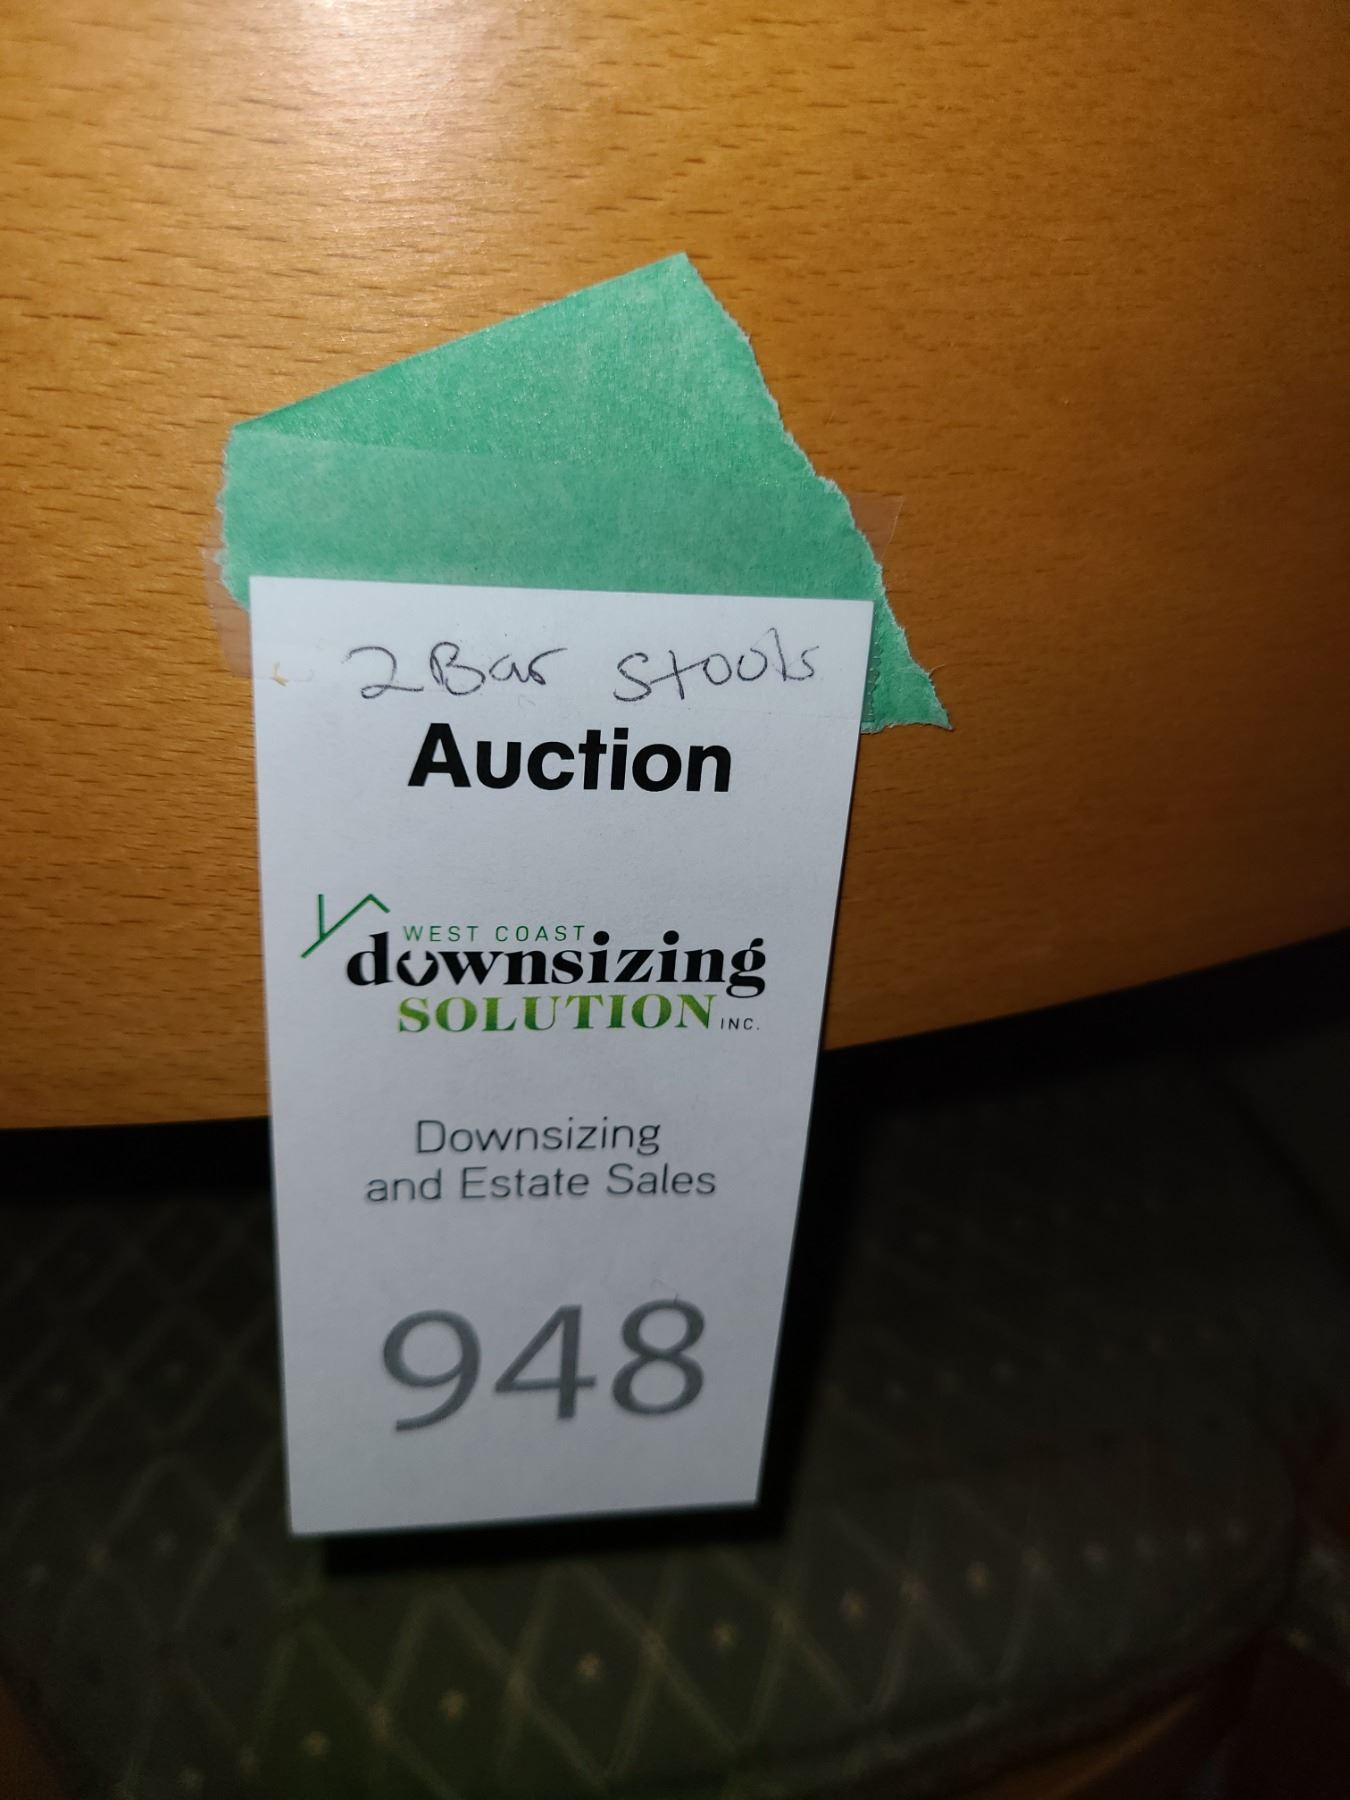 2 Bar Stools
Auction
WEST COAST
downsizing
SOLUTION INC.
Downsizing
and Estate Sales
948